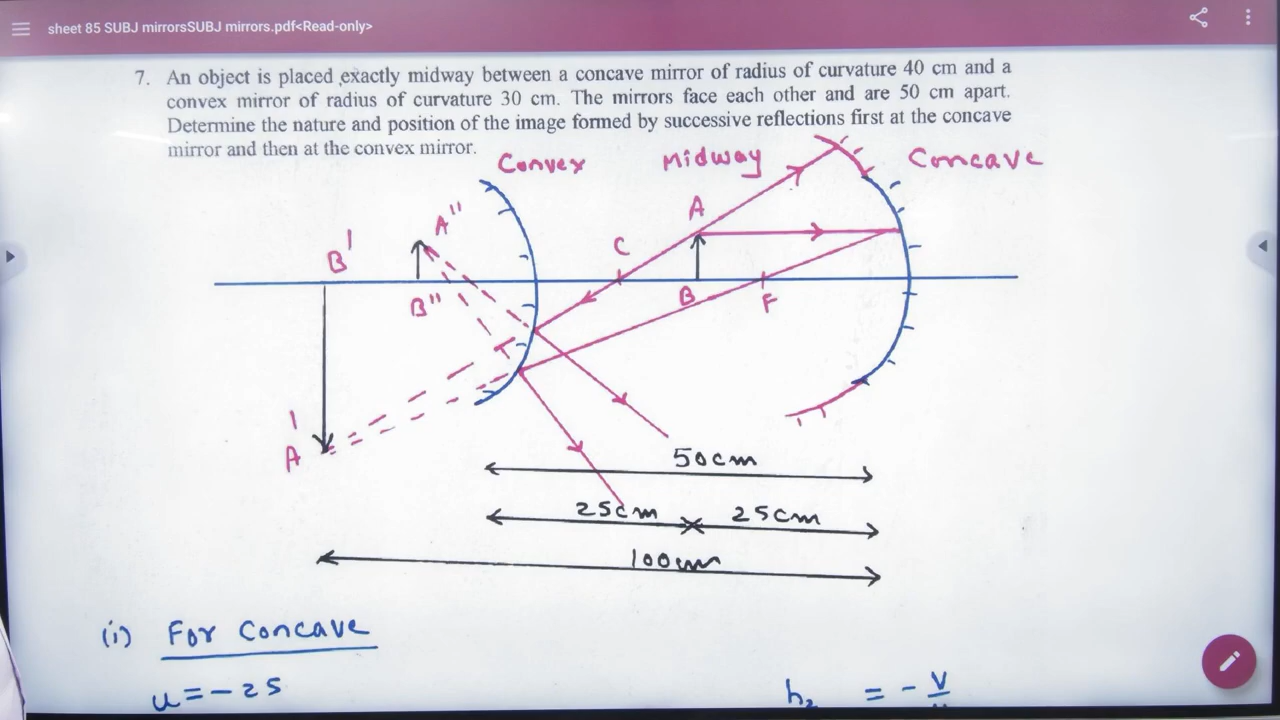 sheet 85 SUBJ mirrorsSUBJ mirrors.pdf<Read-only>
7. An object is placed exactly midway between a concave mirror of radius of curvature 40 cm and a
convex mirror of radius of curvature 30 cm. The mirrors face each other and are 50 cm apart.
Determine the nature and position of the image formed by successive reflections first at the concave
mirror and then at the convex mirror.
Convex Midway Concave
A"
A
B'
C
B"
B
F
A'
50cm
25cm 25cm
100cm
(i) For Concave
u = -25
h₂ = - v